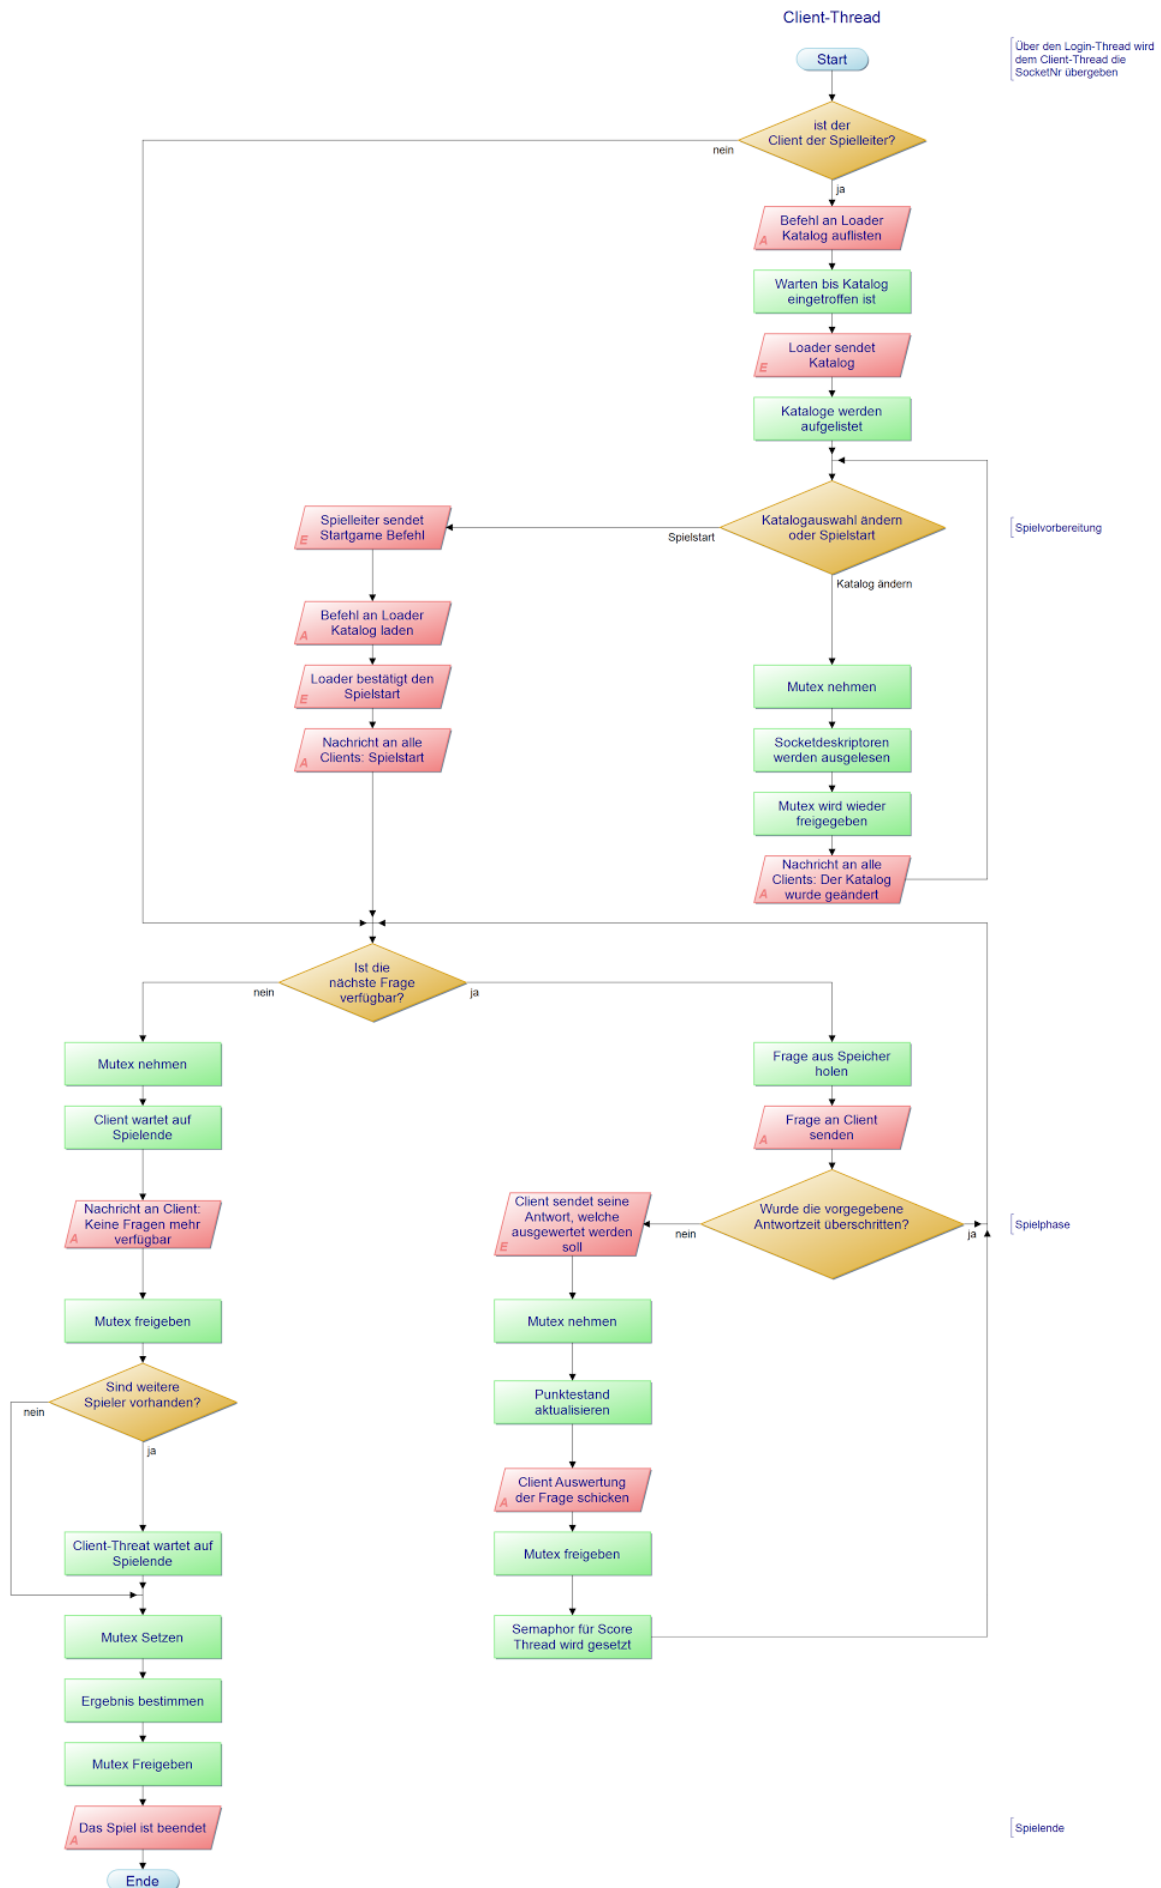 Client-Thread
Start
Über den Login-Thread wird
dem Client-Thread die
SocketNr übergeben
ist der
Client der Spielleiter?
nein
ja
Befehl an Loader
Katalog auflisten
A
Warten bis Katalog
eingetroffen ist
Loader sendet
Katalog
E
Kataloge werden
aufgelistet
Katalogauswahl ändern
oder Spielstart
Spielstart
Katalog ändern
Spielvorbereitung
Spielleiter sendet
Startgame Befehl
E
Befehl an Loader
Katalog laden
A
Loader bestätigt den
Spielstart
E
Nachricht an alle
Clients: Spielstart
A
Mutex nehmen
Socketdeskriptoren
werden ausgelesen
Mutex wird wieder
freigegeben
Nachricht an alle
Clients: Der Katalog
wurde geändert
A
Ist die
nächste Frage
verfügbar?
nein
ja
Mutex nehmen
Client wartet auf
Spielende
Nachricht an Client:
Keine Fragen mehr
verfügbar
A
Mutex freigeben
Sind weitere
Spieler vorhanden?
nein
ja
Client-Threat wartet auf
Spielende
Mutex Setzen
Ergebnis bestimmen
Mutex Freigeben
Das Spiel ist beendet
A
Ende
Frage aus Speicher
holen
Frage an Client
senden
A
Wurde die vorgegebene
Antwortzeit überschritten?
nein
ja
Spielphase
Client sendet seine
Antwort, welche
ausgewertet werden
soll
E
Mutex nehmen
Punktestand
aktualisieren
Client Auswertung
der Frage schicken
A
Mutex freigeben
Semaphor für Score
Thread wird gesetzt
Spielende